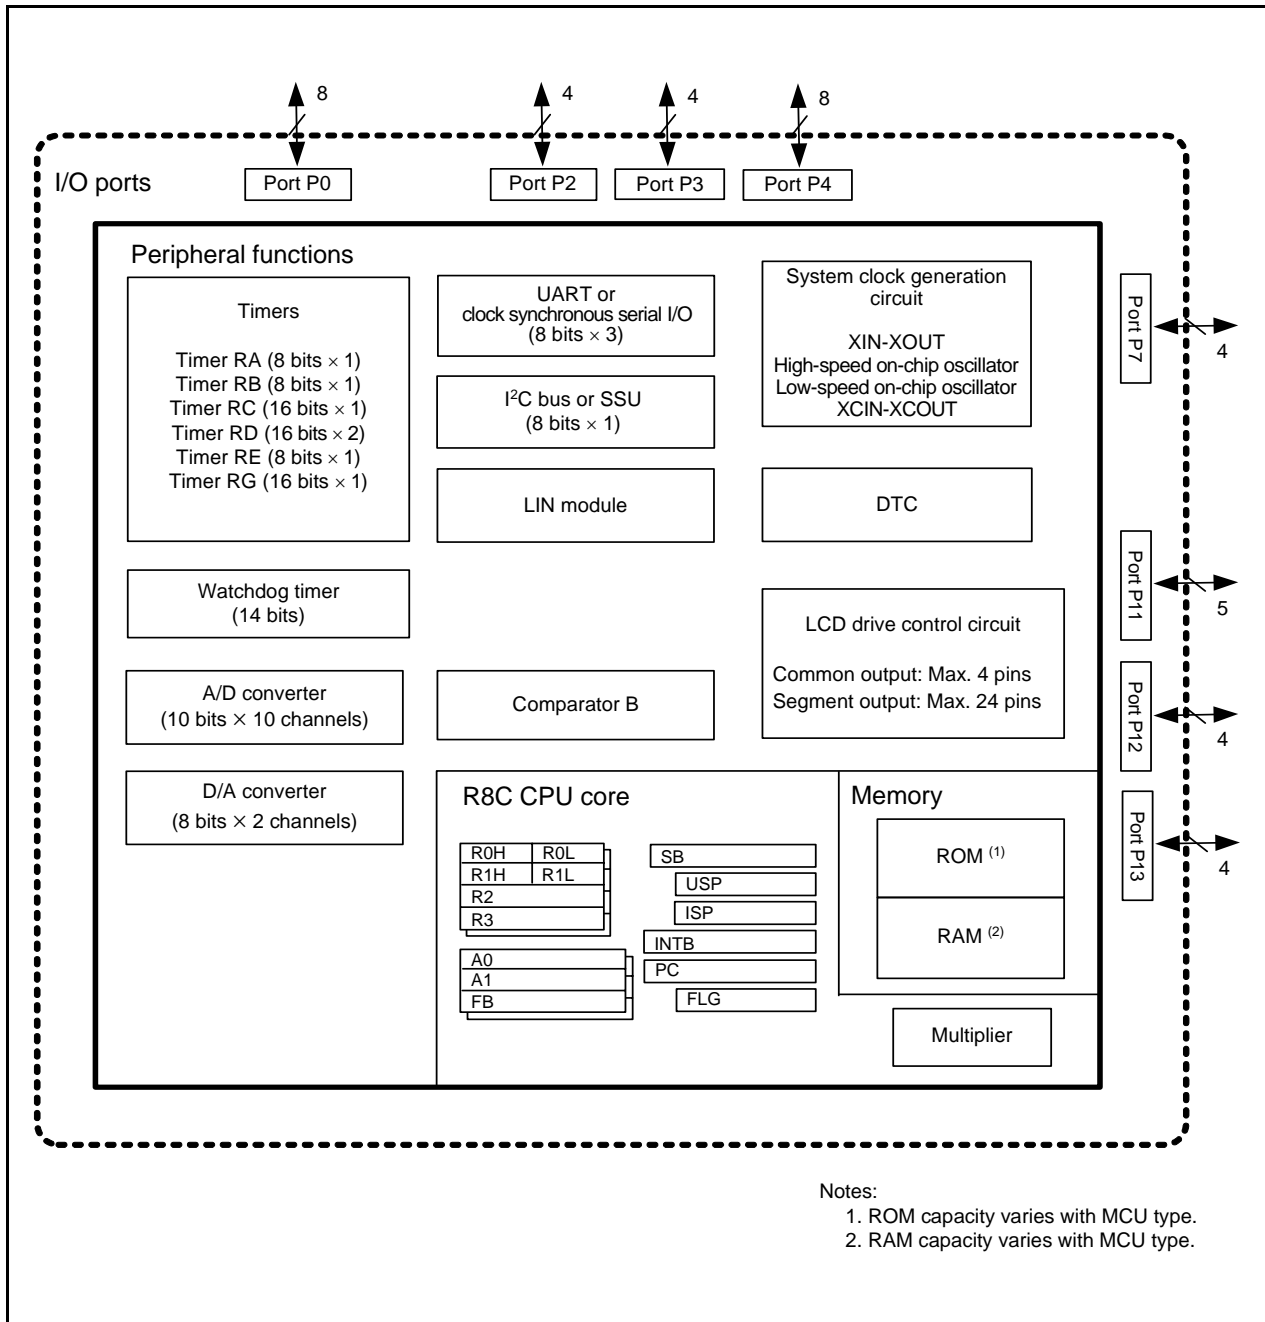 8
4
4
8
I/O ports
Port P0
Port P2
Port P3
Port P4
Peripheral functions
Timers
Timer RA (8 bits × 1)
Timer RB (8 bits × 1)
Timer RC (16 bits × 1)
Timer RD (16 bits × 2)
Timer RE (8 bits × 1)
Timer RG (16 bits × 1)
UART or
clock synchronous serial I/O
(8 bits × 3)
I²C bus or SSU
(8 bits × 1)
LIN module
System clock generation
circuit
XIN-XOUT
High-speed on-chip oscillator
Low-speed on-chip oscillator
XCIN-XCOUT
DTC
Watchdog timer
(14 bits)
A/D converter
(10 bits × 10 channels)
D/A converter
(8 bits × 2 channels)
Comparator B
LCD drive control circuit
Common output: Max. 4 pins
Segment output: Max. 24 pins
Port P7
4
Port P11
5
Port P12
4
Port P13
4
R8C CPU core
R0H R0L
R1H R1L
R2
R3
A0
A1
FB
SB
USP
ISP
INTB
PC
FLG
Memory
ROM (1)
RAM (2)
Multiplier
Notes:
1. ROM capacity varies with MCU type.
2. RAM capacity varies with MCU type.